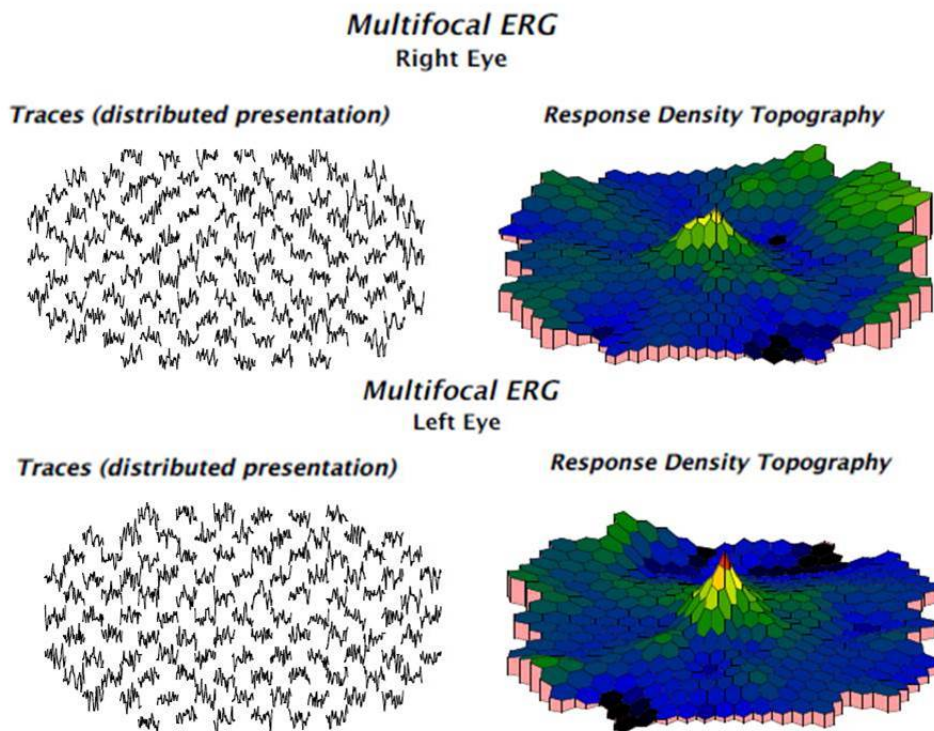 Multifocal ERG
Right Eye
Traces (distributed presentation)
Response Density Topography
Multifocal ERG
Left Eye
Traces (distributed presentation)
Response Density Topography